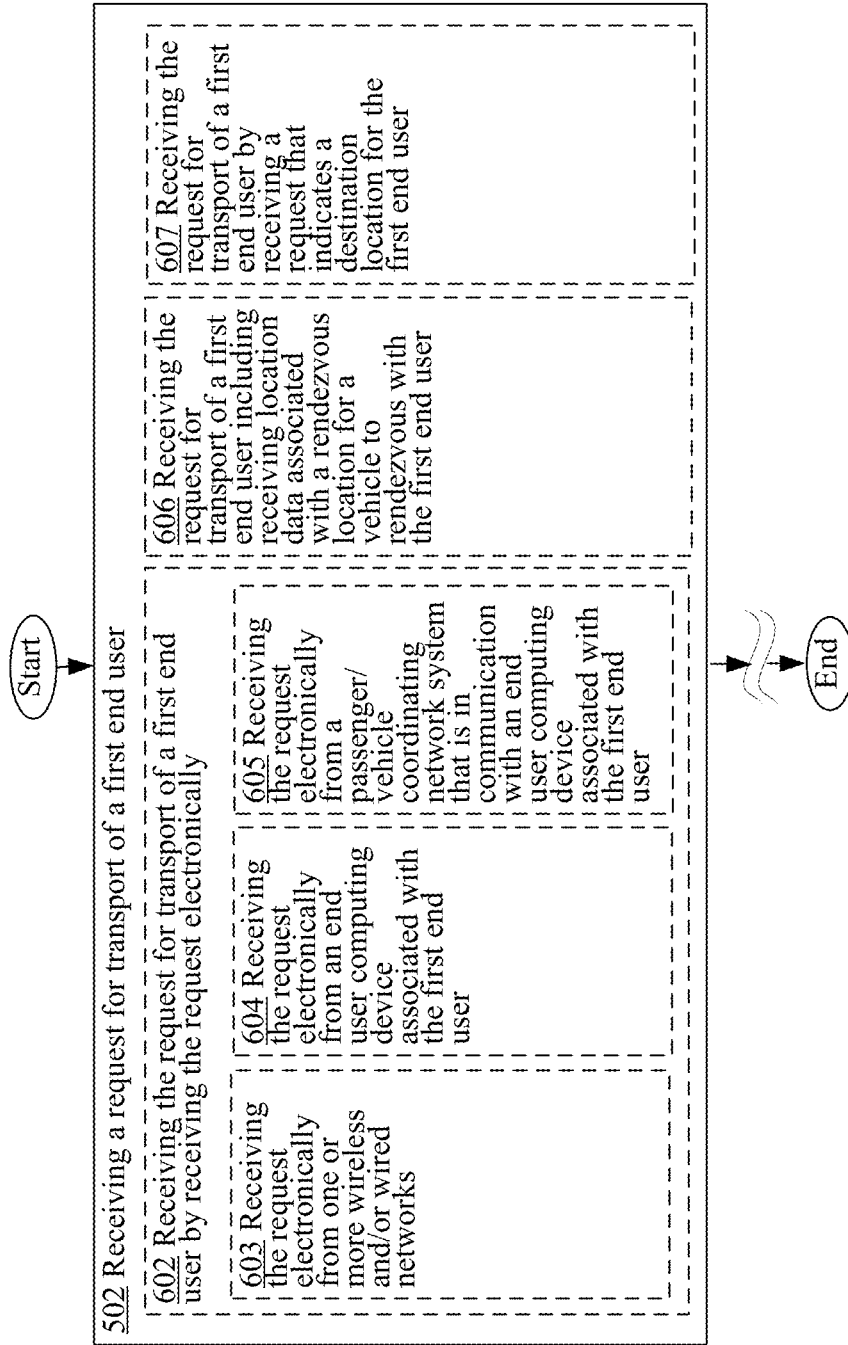 Start
502 Receiving a request for transport of a first end user
602 Receiving the request for transport of a first end
user by receiving the request electronically
603 Receiving
the request
electronically
from one or
more wireless
and/or wired
networks
604 Receiving
the request
electronically
from an end
user computing
device
associated with
the first end
user
605 Receiving
the request
electronically
from a
passenger/
vehicle
coordinating
network system
that is in
communication
with an end
user computing
device
associated with
the first end
user
606 Receiving the
request for
transport of a first
end user including
receiving location
data associated
with a rendezvous
location for a
vehicle to
rendezvous with
the first end user
607 Receiving the
request for
transport of a first
end user by
receiving a
request that
indicates a
destination
location for the
first end user
End